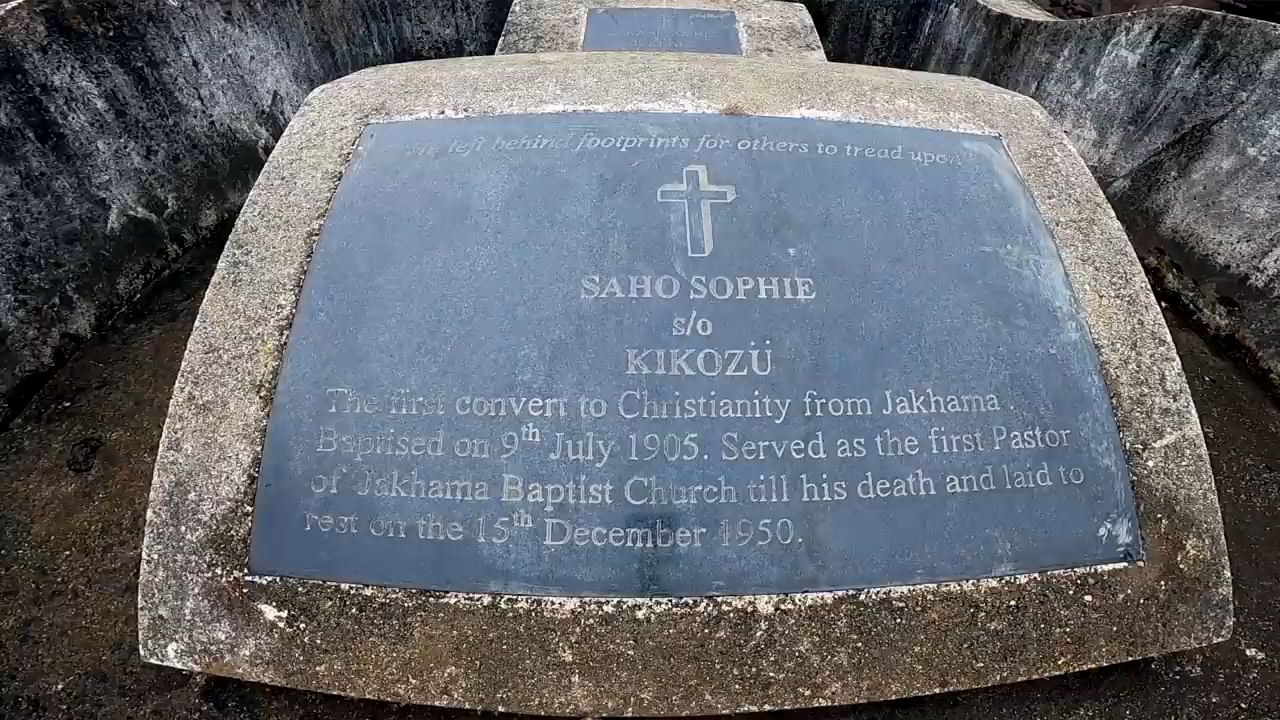 He left behind footprints for others to tread upon
SAHO SOPHIE
s/o
KIKOZÜ
The first convert to Christianity from Jakhama.
Baptised on 9th July 1905. Served as the first Pastor
of Jakhama Baptist Church till his death and laid to
rest on the 15th December 1950.